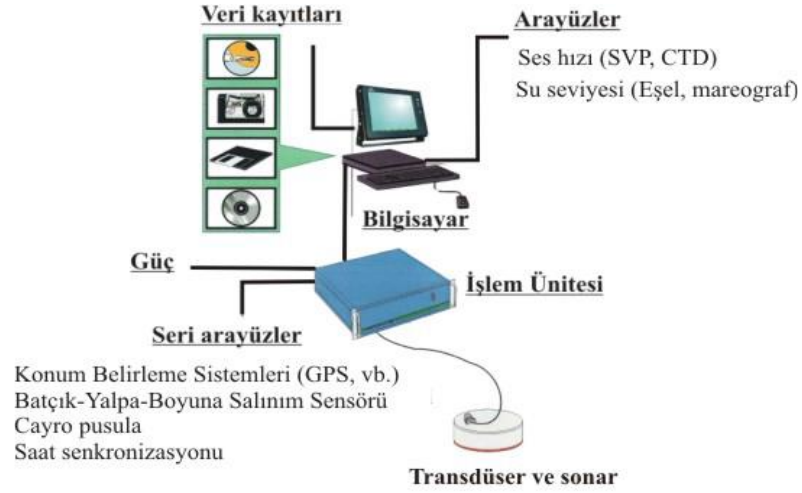 Veri kayıtları
Arayüzler
Ses hızı (SVP, CTD)
Su seviyesi (Eşel, mareograf)
Bilgisayar
Güç
İşlem Ünitesi
Seri arayüzler
Konum Belirleme Sistemleri (GPS, vb.)
Batçık-Yalpa-Boyuna Salınım Sensörü
Cayro pusula
Saat senkronizasyonu
Transdüser ve sonar